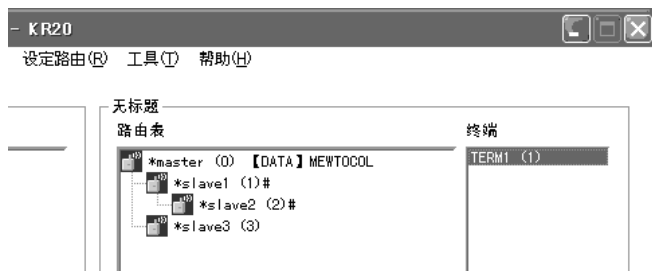 - KR20
设定路由(R) 工具(T) 帮助(H)
无标题
路由表 终端
*master (0) 【DATA】MEWTOCOL TERM1 (1)
*slave1 (1)#
*slave2 (2)#
*slave3 (3)